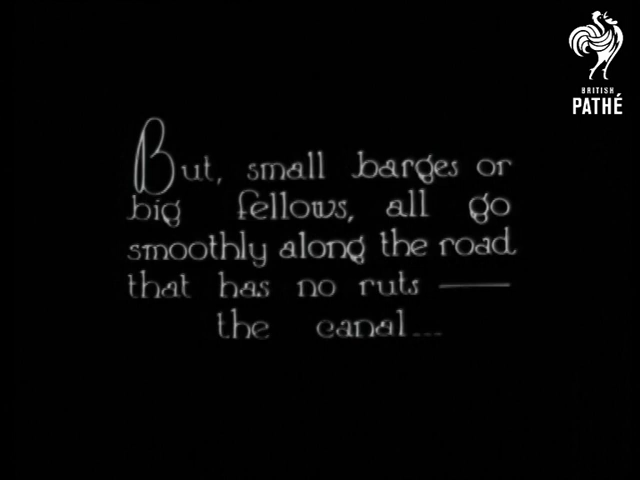 BRITISH
PATHÉ
But, small barges or
big fellows, all go
smoothly along the road
that has no ruts —
the canal...